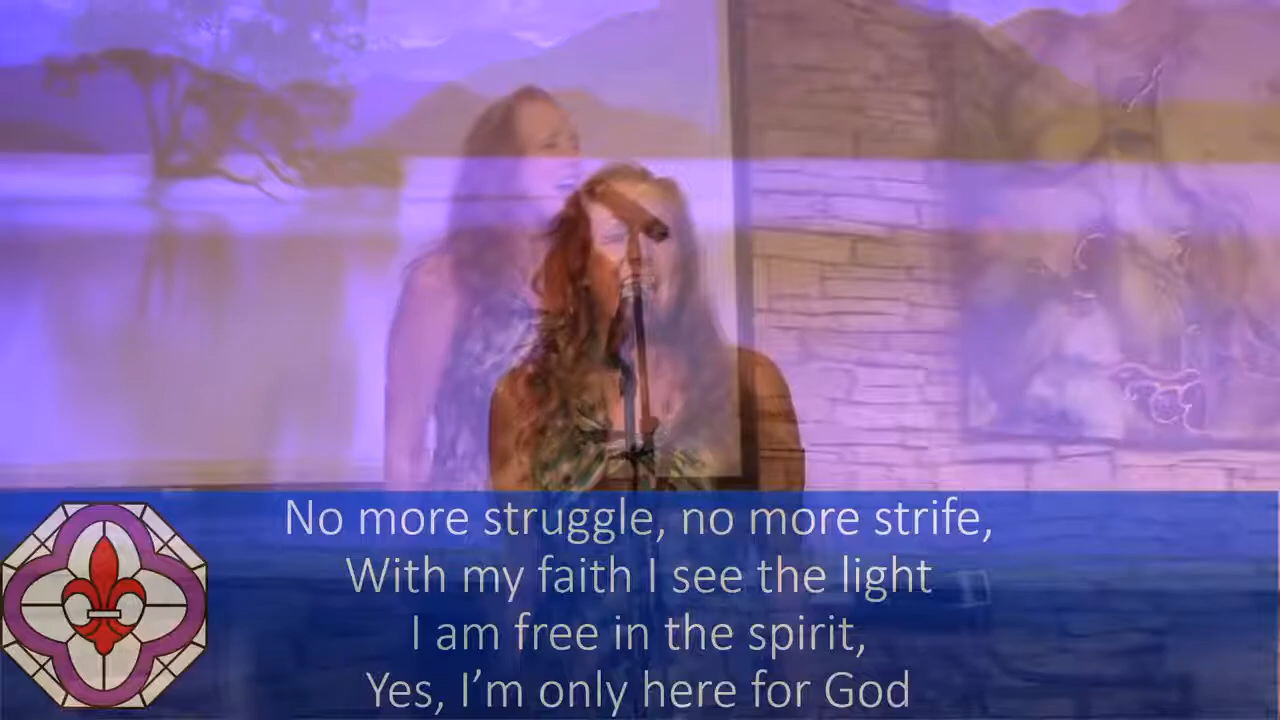 No more struggle, no more strife,
With my faith I see the light
I am free in the spirit,
Yes, I’m only here for God